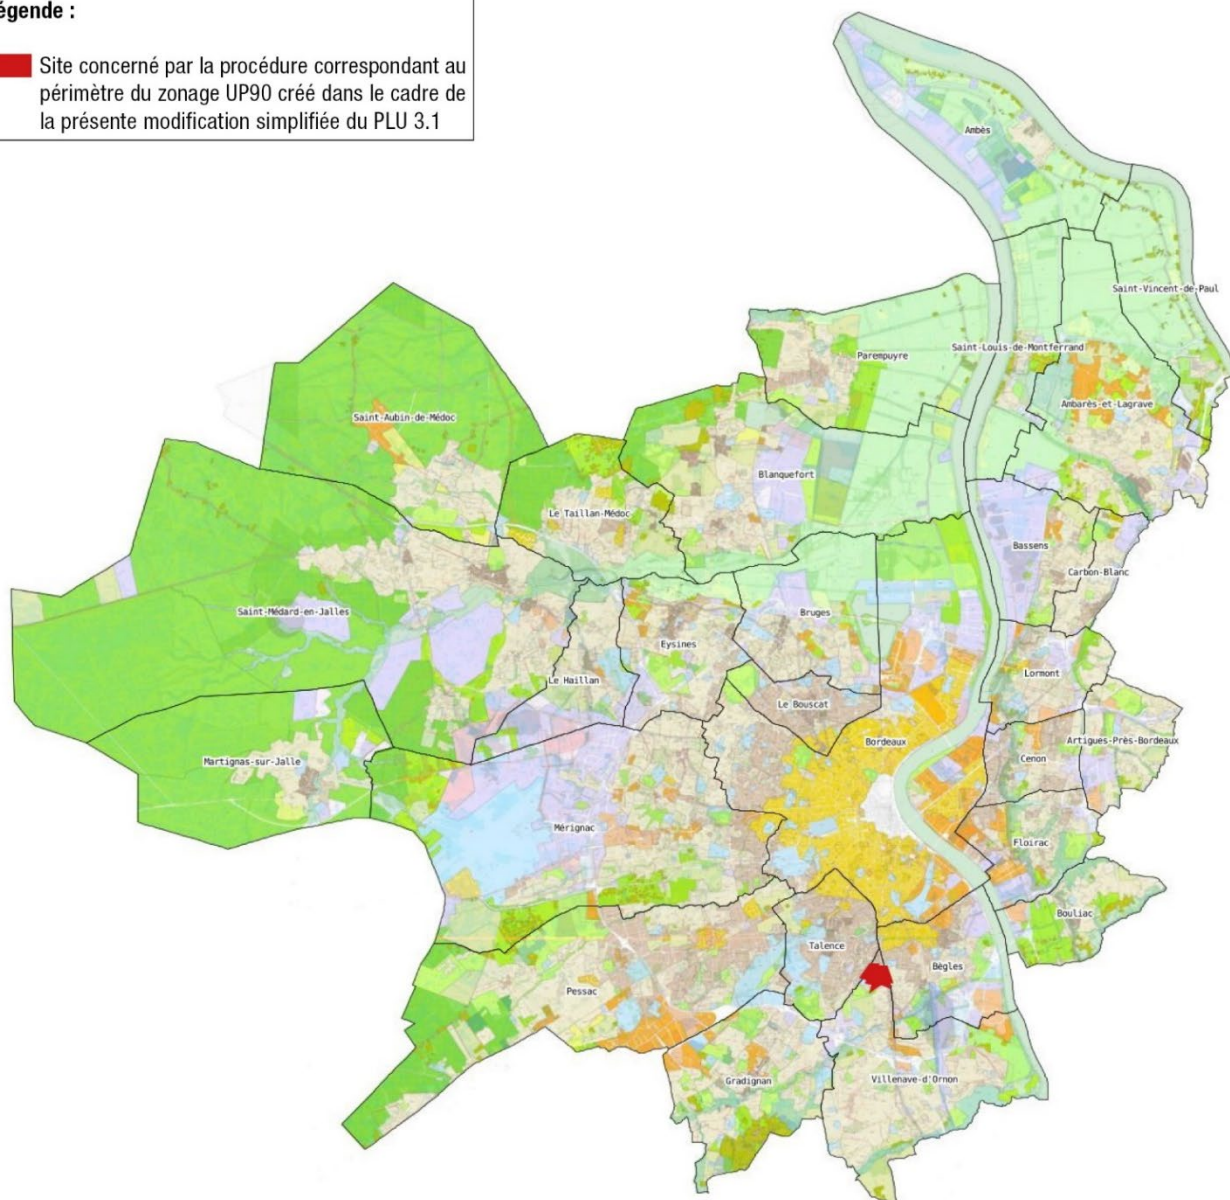 égende :
Site concerné par la procédure correspondant au
périmètre du zonage UP90 créé dans le cadre de
la présente modification simplifiée du PLU 3.1
Ambès
Saint-Vincent-de-Paul
Saint-Louis-de-Montferrand
Parempuyre
Ambarès-et-Lagrave
Saint-Aubin-de-Médoc
Blanquefort
Le Taillan-Médoc
Bassens
Carbon-Blanc
Saint-Médard-en-Jalles
Bruges
Eysines
Lormont
Le Haillan
Le Bouscat
Artigues-Près-Bordeaux
Bordeaux
Cenon
Martignas-sur-Jalle
Mérignac
Floirac
Bouliac
Talence
Bègles
Pessac
Gradignan
Villenave-d'Ornon